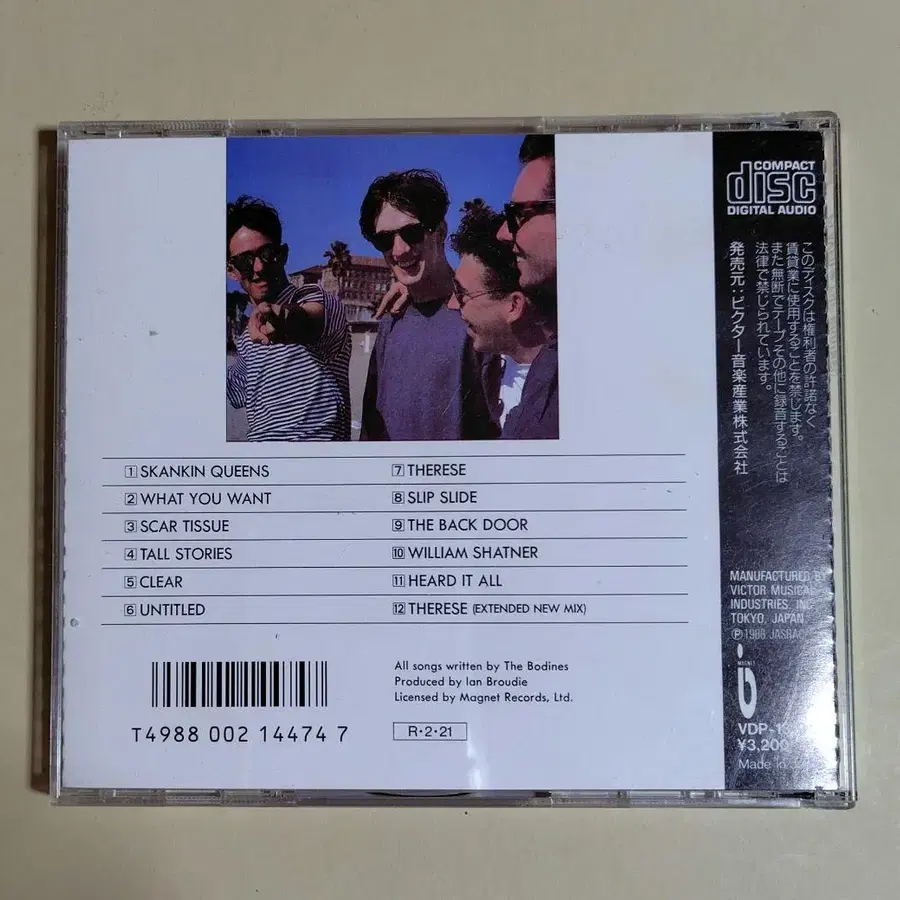 1 SKANKIN QUEENS
2 WHAT YOU WANT
3 SCAR TISSUE
4 TALL STORIES
5 CLEAR
6 UNTITLED
7 THERESE
8 SLIP SLIDE
9 THE BACK DOOR
10 WILLIAM SHATNER
11 HEARD IT ALL
12 THERESE (EXTENDED NEW MIX)
T4988 002 14474 7
All songs written by The Bodines
Produced by Ian Broudie
Licensed by Magnet Records, Ltd.
R・2・21
COMPACT
disc
DIGITAL AUDIO
このディスクは権利者の許諾なく
賃貸業に使用することを禁じます。
また無断でテープその他に録音することは
法律で禁じられています。
発売元:ビクター音楽産業株式会社
MANUFACTURED BY
VICTOR MUSICAL
INDUSTRIES, INC.
TOKYO, JAPAN
Ⓟ1988 JASRAC
MAGNET
¥3,200
Made in